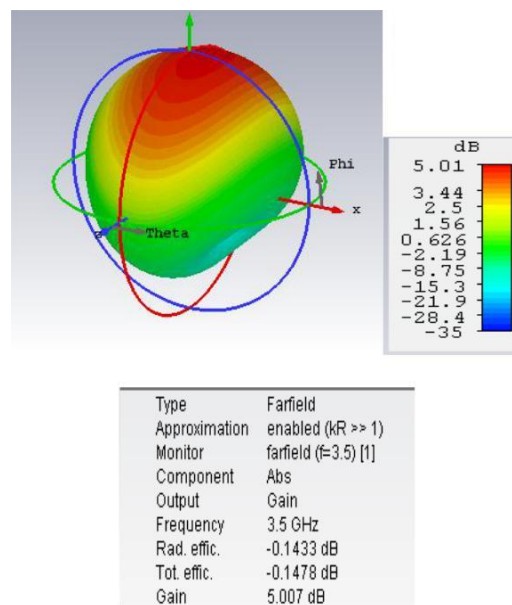 dB
5.01
3.44
2.5
1.56
0.626
-2.19
-8.75
-15.3
-21.9
-28.4
-35
Phi
x
Theta
Type Farfield
Approximation enabled (kR >> 1)
Monitor farfield (f=3.5) [1]
Component Abs
Output Gain
Frequency 3.5 GHz
Rad. effic. -0.1433 dB
Tot. effic. -0.1478 dB
Gain 5.007 dB